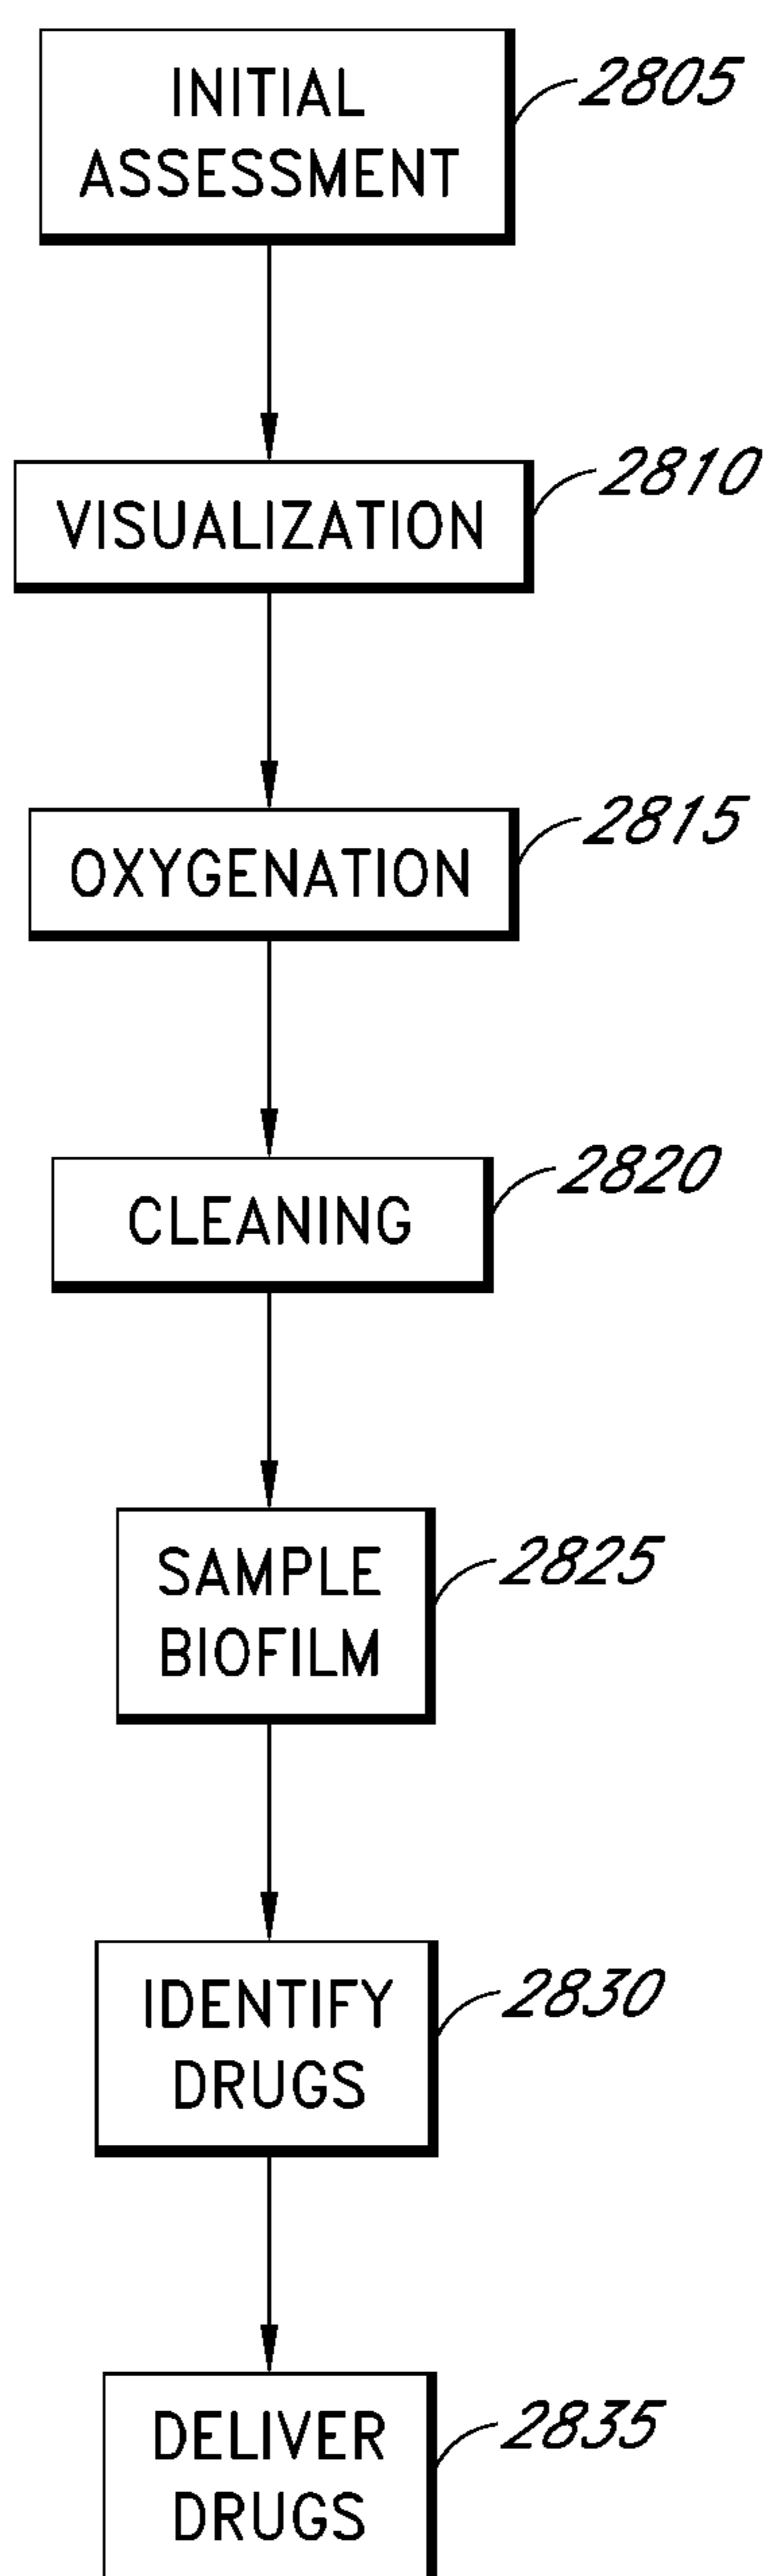 INITIAL
ASSESSMENT
2805
VISUALIZATION
2810
OXYGENATION
2815
CLEANING
2820
SAMPLE
BIOFILM
2825
IDENTIFY
DRUGS
2830
DELIVER
DRUGS
2835